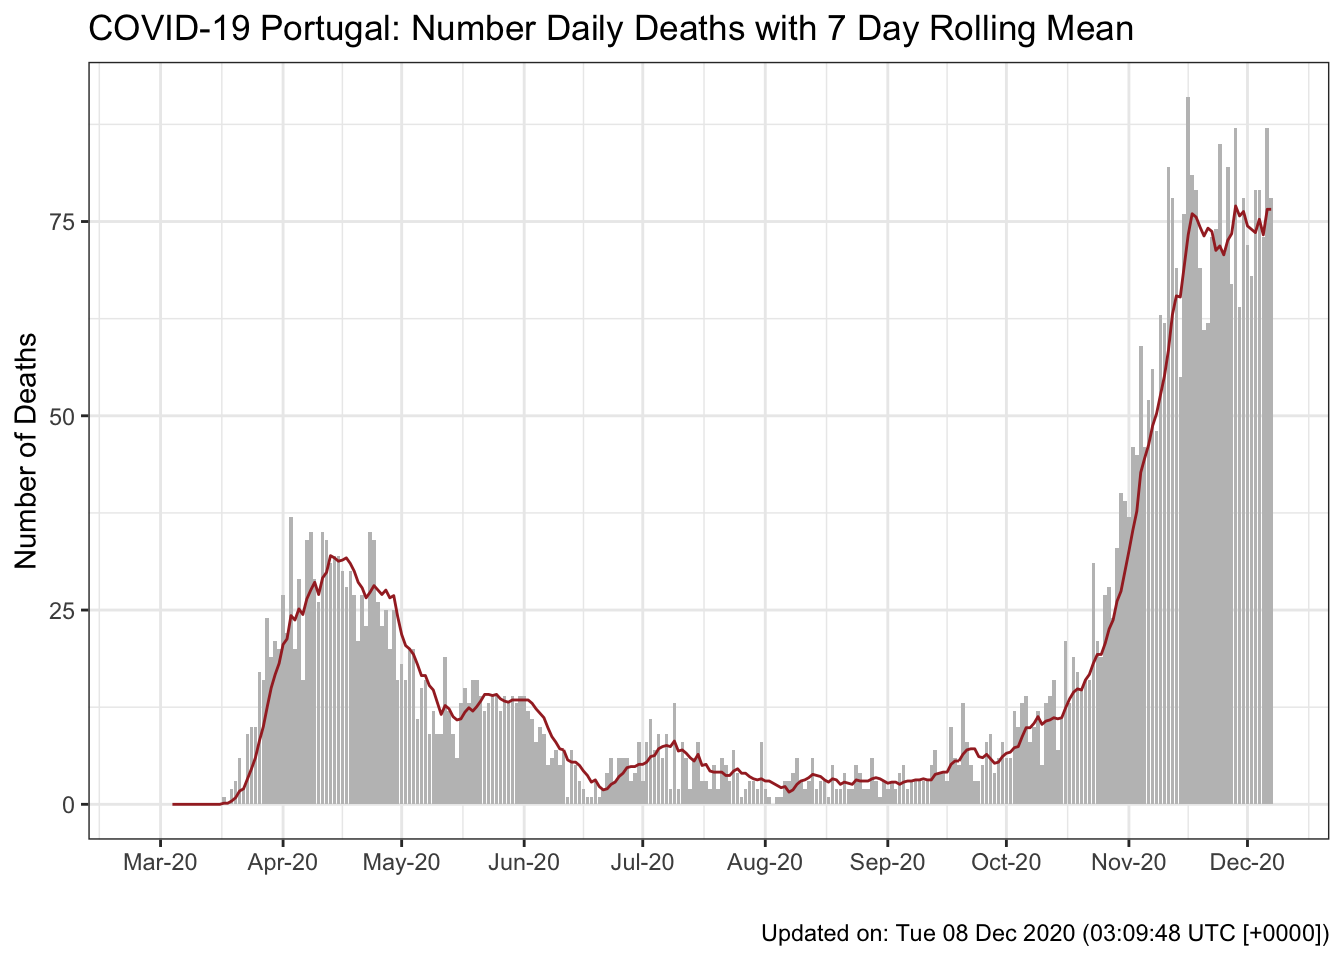 COVID-19 Portugal: Number Daily Deaths with 7 Day Rolling Mean
Number of Deaths
75
50
25
0
Mar-20 Apr-20 May-20 Jun-20 Jul-20 Aug-20 Sep-20 Oct-20 Nov-20 Dec-20
Updated on: Tue 08 Dec 2020 (03:09:48 UTC [+0000])